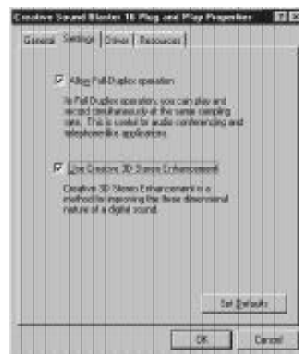 Creative Sound Blaster 16 Plug and Play Properties
General Settings Driver Resources
Allow Full-Duplex operation
In Full Duplex operation, you can play and
record simultaneously at the same sampling
rate. This is useful for audio conferencing and
telephone-like applications.
Use Creative 3D Stereo Enhancement
Creative 3D Stereo Enhancement is a
method for improving the three dimensional
nature of a digital sound.
Set Defaults
OK Cancel